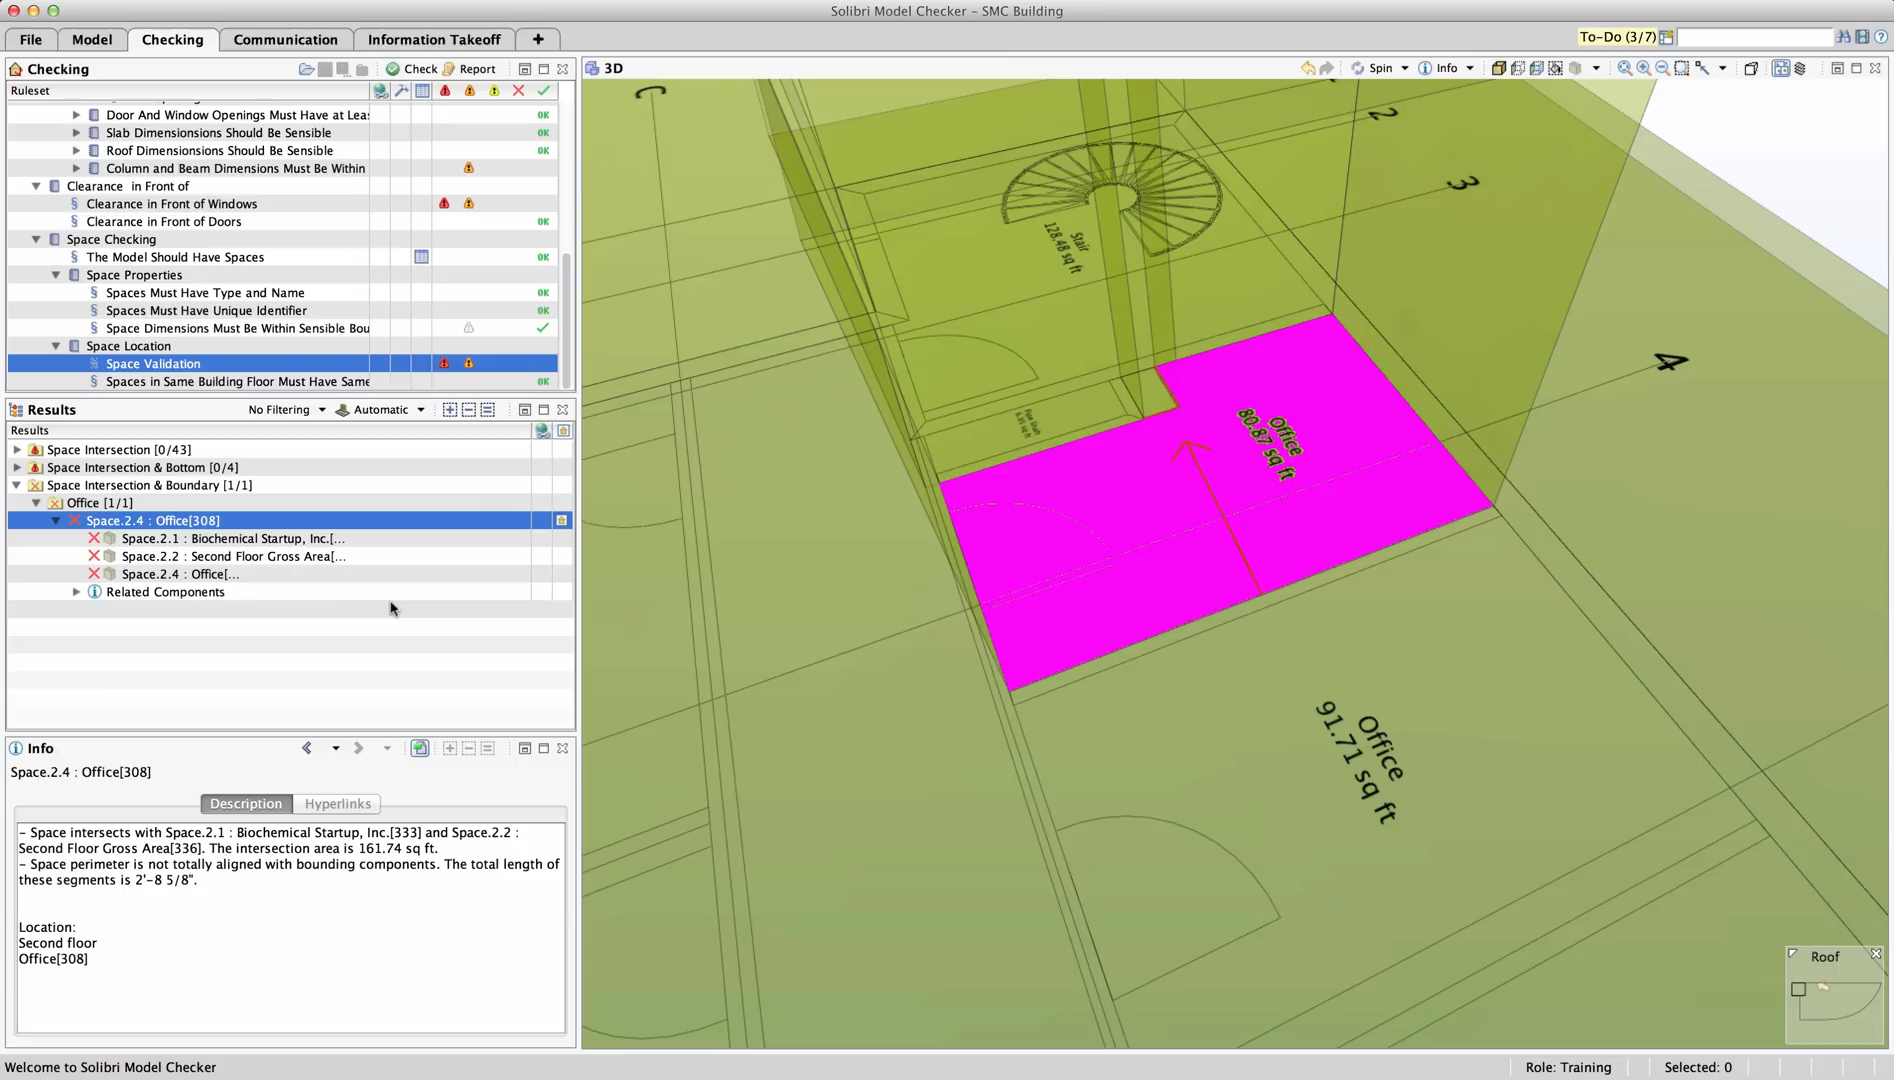 Solibri Model Checker - SMC Building
File
Model
Checking
Communication
Information Takeoff
+
To-Do (3/7)
Checking
Check
Report
Ruleset
Door And Window Openings Must Have at Leas
OK
Slab Dimensionsions Should Be Sensible
OK
Roof Dimensionsions Should Be Sensible
OK
Column and Beam Dimensions Must Be Within
Clearance in Front of
§ Clearance in Front of Windows
§ Clearance in Front of Doors
OK
Space Checking
§ The Model Should Have Spaces
OK
Space Properties
§ Spaces Must Have Type and Name
OK
§ Spaces Must Have Unique Identifier
OK
§ Space Dimensions Must Be Within Sensible Bou
Space Location
§ Space Validation
§ Spaces in Same Building Floor Must Have Same
OK
Results
No Filtering
Automatic
Results
Space Intersection [0/43]
Space Intersection & Bottom [0/4]
Space Intersection & Boundary [1/1]
Office [1/1]
Space.2.4 : Office[308]
Space.2.1 : Biochemical Startup, Inc.[...
Space.2.2 : Second Floor Gross Area[...
Space.2.4 : Office[...
Related Components
Info
Space.2.4 : Office[308]
Description
Hyperlinks
- Space intersects with Space.2.1 : Biochemical Startup, Inc.[333] and Space.2.2 :
Second Floor Gross Area[336]. The intersection area is 161.74 sq ft.
- Space perimeter is not totally aligned with bounding components. The total length of
these segments is 2'-8 5/8".
Location:
Second floor
Office[308]
3D
Spin
Info
C
2
3
4
Stair
128.48 sq ft
Office
80.87 sq ft
Office
91.71 sq ft
Roof
Welcome to Solibri Model Checker
Role: Training
Selected: 0